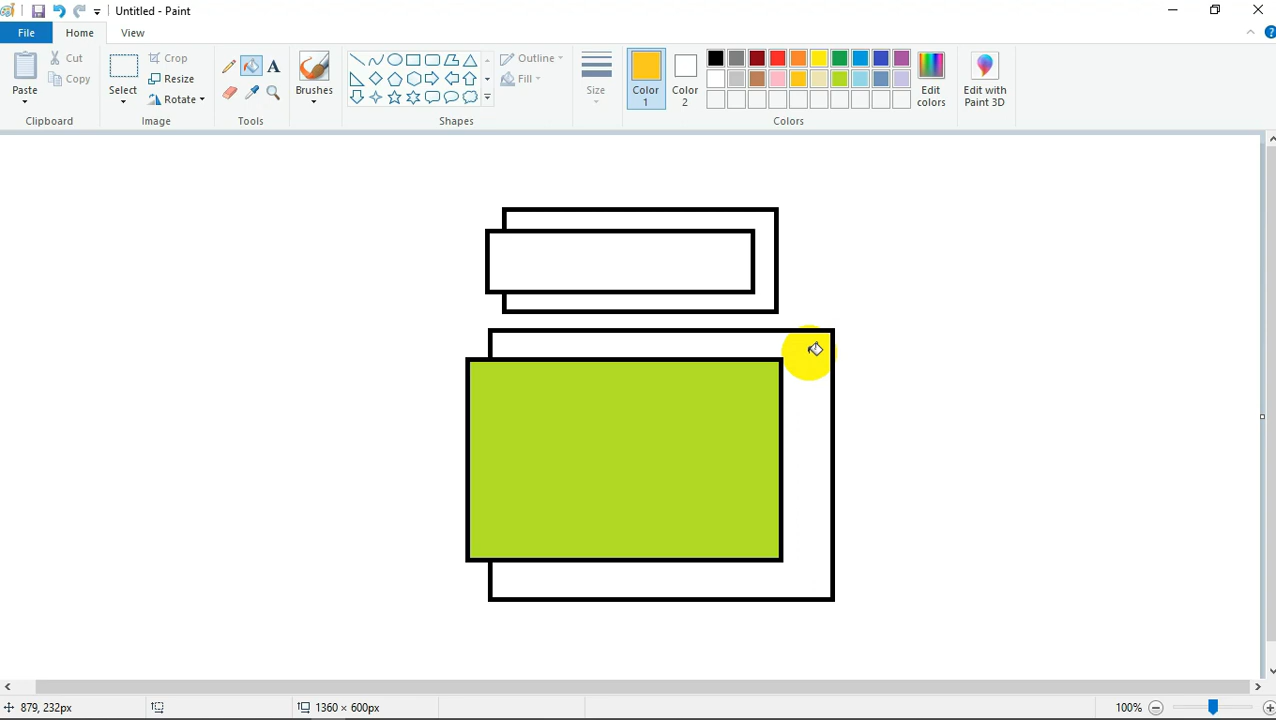 Untitled - Paint
File Home View
Paste Cut Copy
Clipboard
Select Crop Resize Rotate
Image
A
Tools
Brushes
Shapes
Outline
Fill
Size
Color 1
Color 2
Edit colors
Colors
Edit with Paint 3D
879, 232px 1360 × 600px 100%